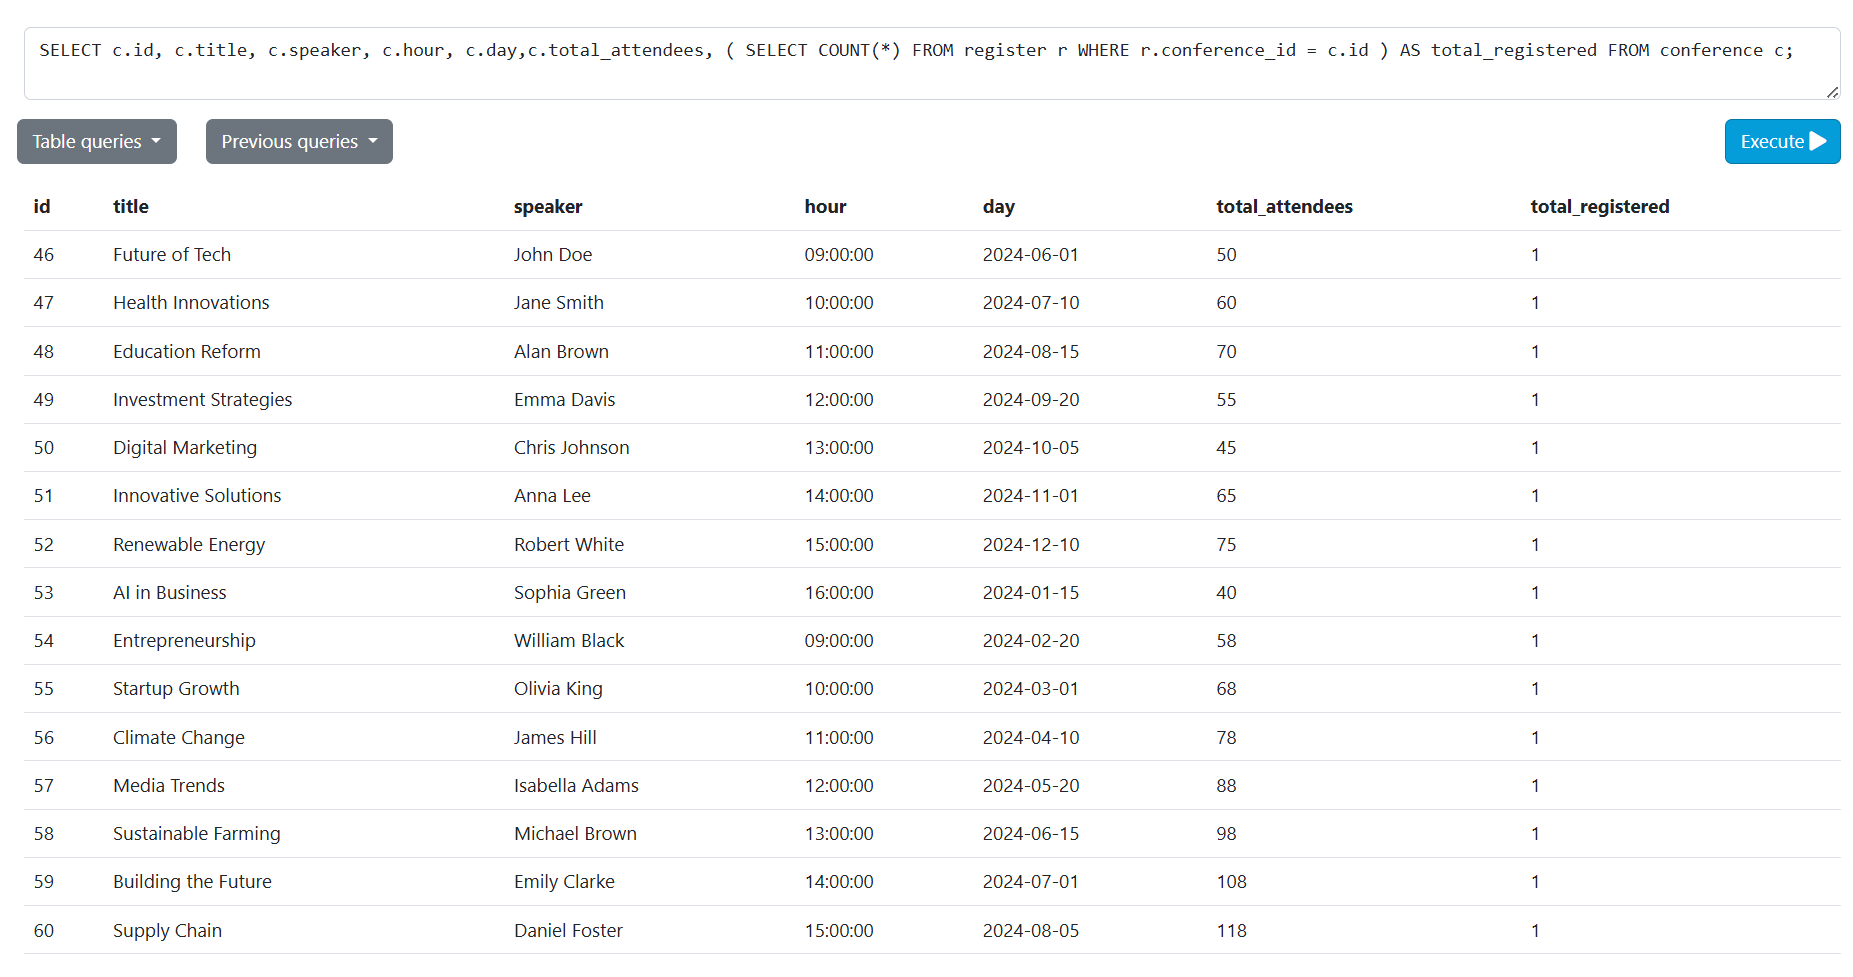 SELECT c.id, c.title, c.speaker, c.hour, c.day,c.total_attendees, ( SELECT COUNT(*) FROM register r WHERE r.conference_id = c.id ) AS total_registered FROM conference c;
Table queries Previous queries Execute
id title speaker hour day total_attendees total_registered
46 Future of Tech John Doe 09:00:00 2024-06-01 50 1
47 Health Innovations Jane Smith 10:00:00 2024-07-10 60 1
48 Education Reform Alan Brown 11:00:00 2024-08-15 70 1
49 Investment Strategies Emma Davis 12:00:00 2024-09-20 55 1
50 Digital Marketing Chris Johnson 13:00:00 2024-10-05 45 1
51 Innovative Solutions Anna Lee 14:00:00 2024-11-01 65 1
52 Renewable Energy Robert White 15:00:00 2024-12-10 75 1
53 AI in Business Sophia Green 16:00:00 2024-01-15 40 1
54 Entrepreneurship William Black 09:00:00 2024-02-20 58 1
55 Startup Growth Olivia King 10:00:00 2024-03-01 68 1
56 Climate Change James Hill 11:00:00 2024-04-10 78 1
57 Media Trends Isabella Adams 12:00:00 2024-05-20 88 1
58 Sustainable Farming Michael Brown 13:00:00 2024-06-15 98 1
59 Building the Future Emily Clarke 14:00:00 2024-07-01 108 1
60 Supply Chain Daniel Foster 15:00:00 2024-08-05 118 1